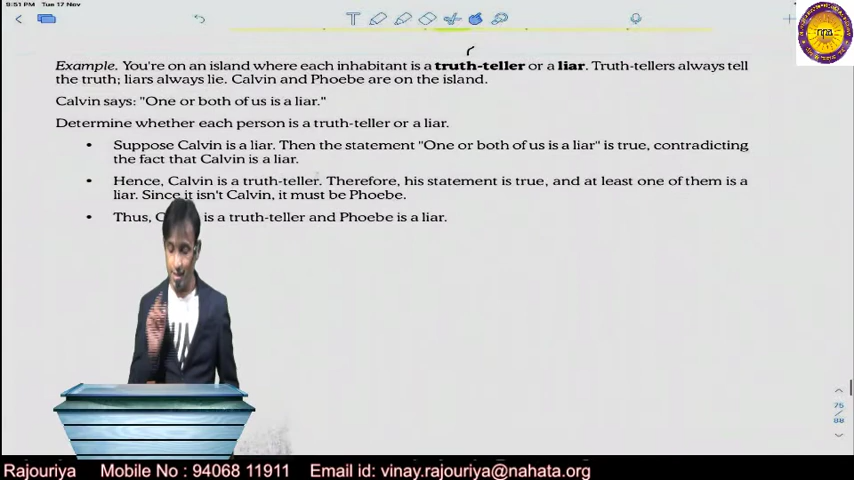 9:51 PM Tue 17 Nov
Example. You're on an island where each inhabitant is a truth-teller or a liar. Truth-tellers always tell
the truth; liars always lie. Calvin and Phoebe are on the island.
Calvin says: "One or both of us is a liar."
Determine whether each person is a truth-teller or a liar.
• Suppose Calvin is a liar. Then the statement "One or both of us is a liar" is true, contradicting
the fact that Calvin is a liar.
• Hence, Calvin is a truth-teller. Therefore, his statement is true, and at least one of them is a
liar. Since it isn't Calvin, it must be Phoebe.
• Thus, is a truth-teller and Phoebe is a liar.
75
/
88
Rajouriya Mobile No : 94068 11911 Email id: vinay.rajouriya@nahata.org